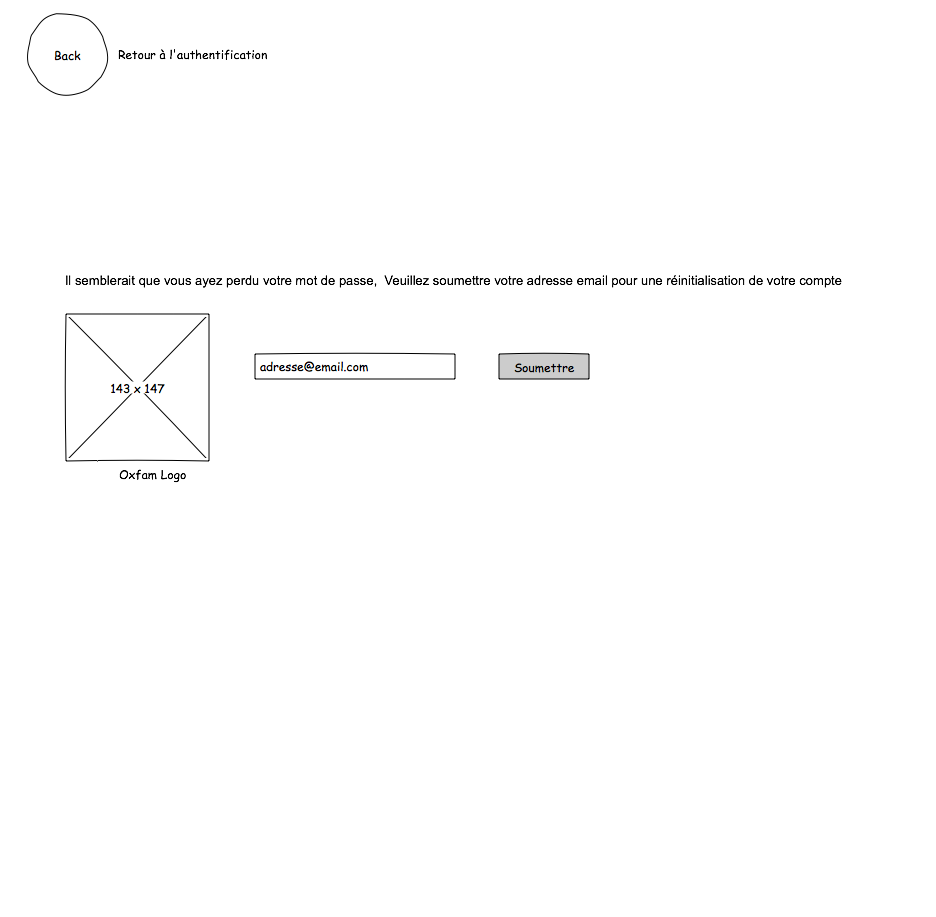 Back
Retour à l'authentification
Il semblerait que vous ayez perdu votre mot de passe,  Veuillez soumettre votre adresse email pour une réinitialisation de votre compte
adresse@email.com
Soumettre
143 x 147
Oxfam Logo